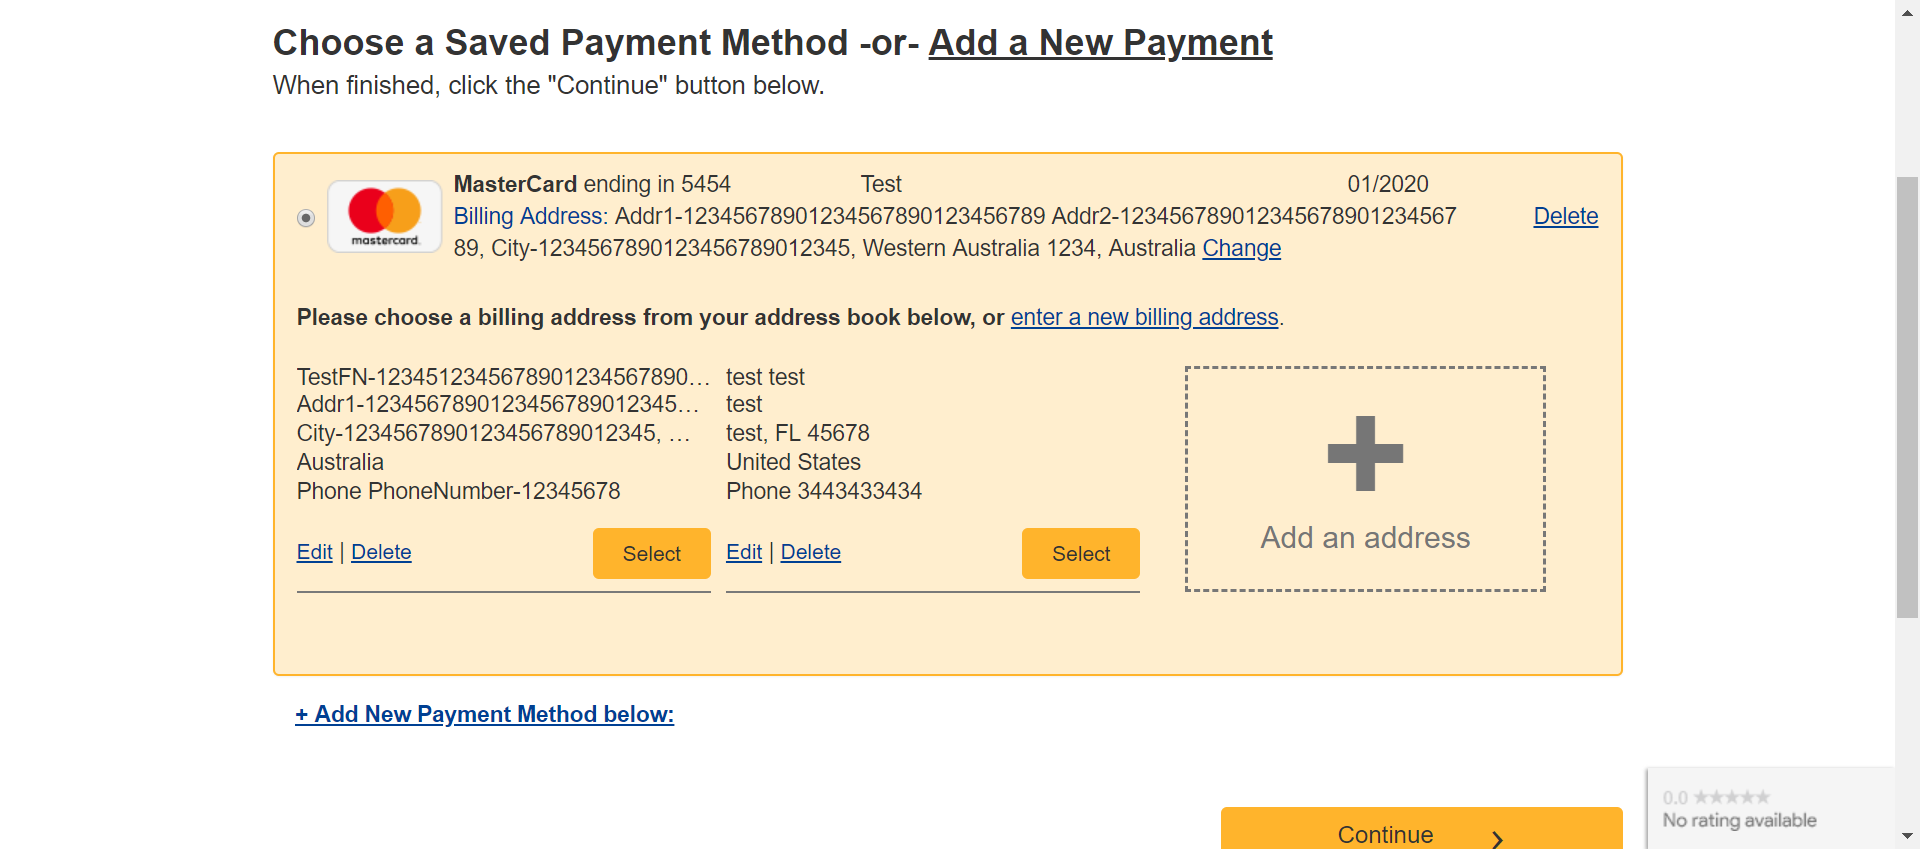 Choose a Saved Payment Method -or- Add a New Payment
When finished, click the "Continue" button below.
MasterCard ending in 5454 Test 01/2020
mastercard.
Billing Address: Addr1-12345678901234567890123456789 Addr2-123456789012345678901234567
89, City-1234567890123456789012345, Western Australia 1234, Australia Change
Delete
Please choose a billing address from your address book below, or enter a new billing address.
TestFN-1234512345678901234567890…
Addr1-1234567890123456789012345…
City-1234567890123456789012345, …
Australia
Phone PhoneNumber-12345678
Edit | Delete
Select
test test
test
test, FL 45678
United States
Phone 3443433434
Edit | Delete
Select
Add an address
+ Add New Payment Method below:
Continue
0.0 ★★★★★
No rating available